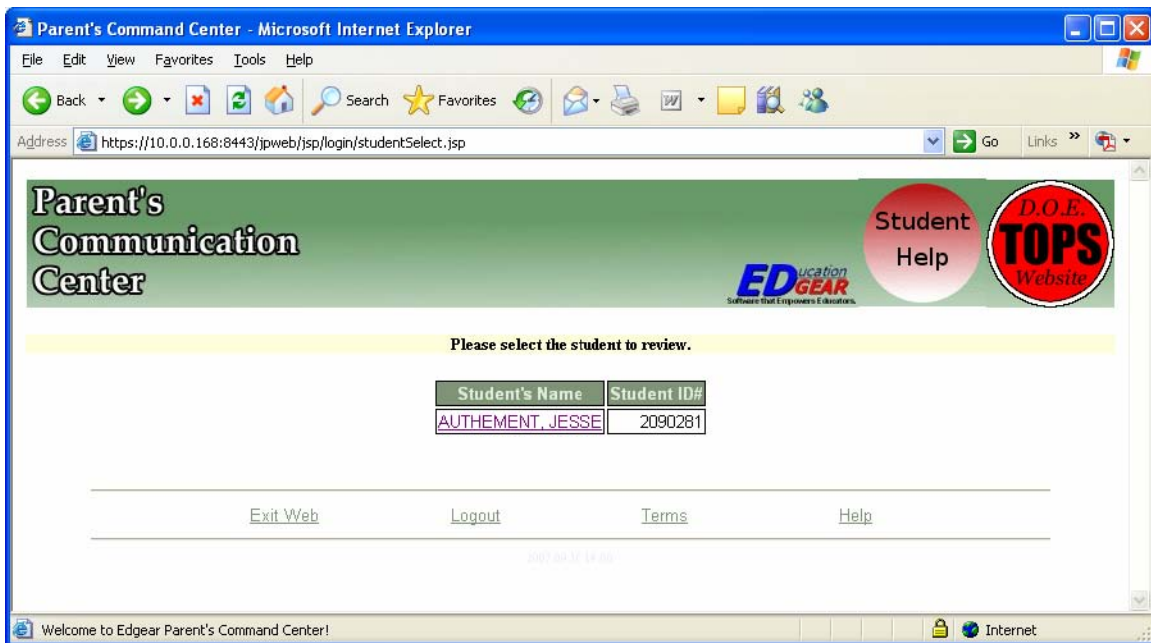 Parent's Command Center - Microsoft Internet Explorer
File Edit View Favorites Tools Help
Back Search Favorites
Address https://10.0.0.168:8443/jpweb/jsp/login/studentSelect.jsp Go Links »
Parent's
Communication
Center
EDucation
GEAR
Software that Empowers Educators.
Student
Help
D.O.E.
TOPS
Website
Please select the student to review.
Student's Name Student ID#
AUTHEMENT, JESSE 2090281
Exit Web Logout Terms Help
Welcome to Edgear Parent's Command Center! Internet